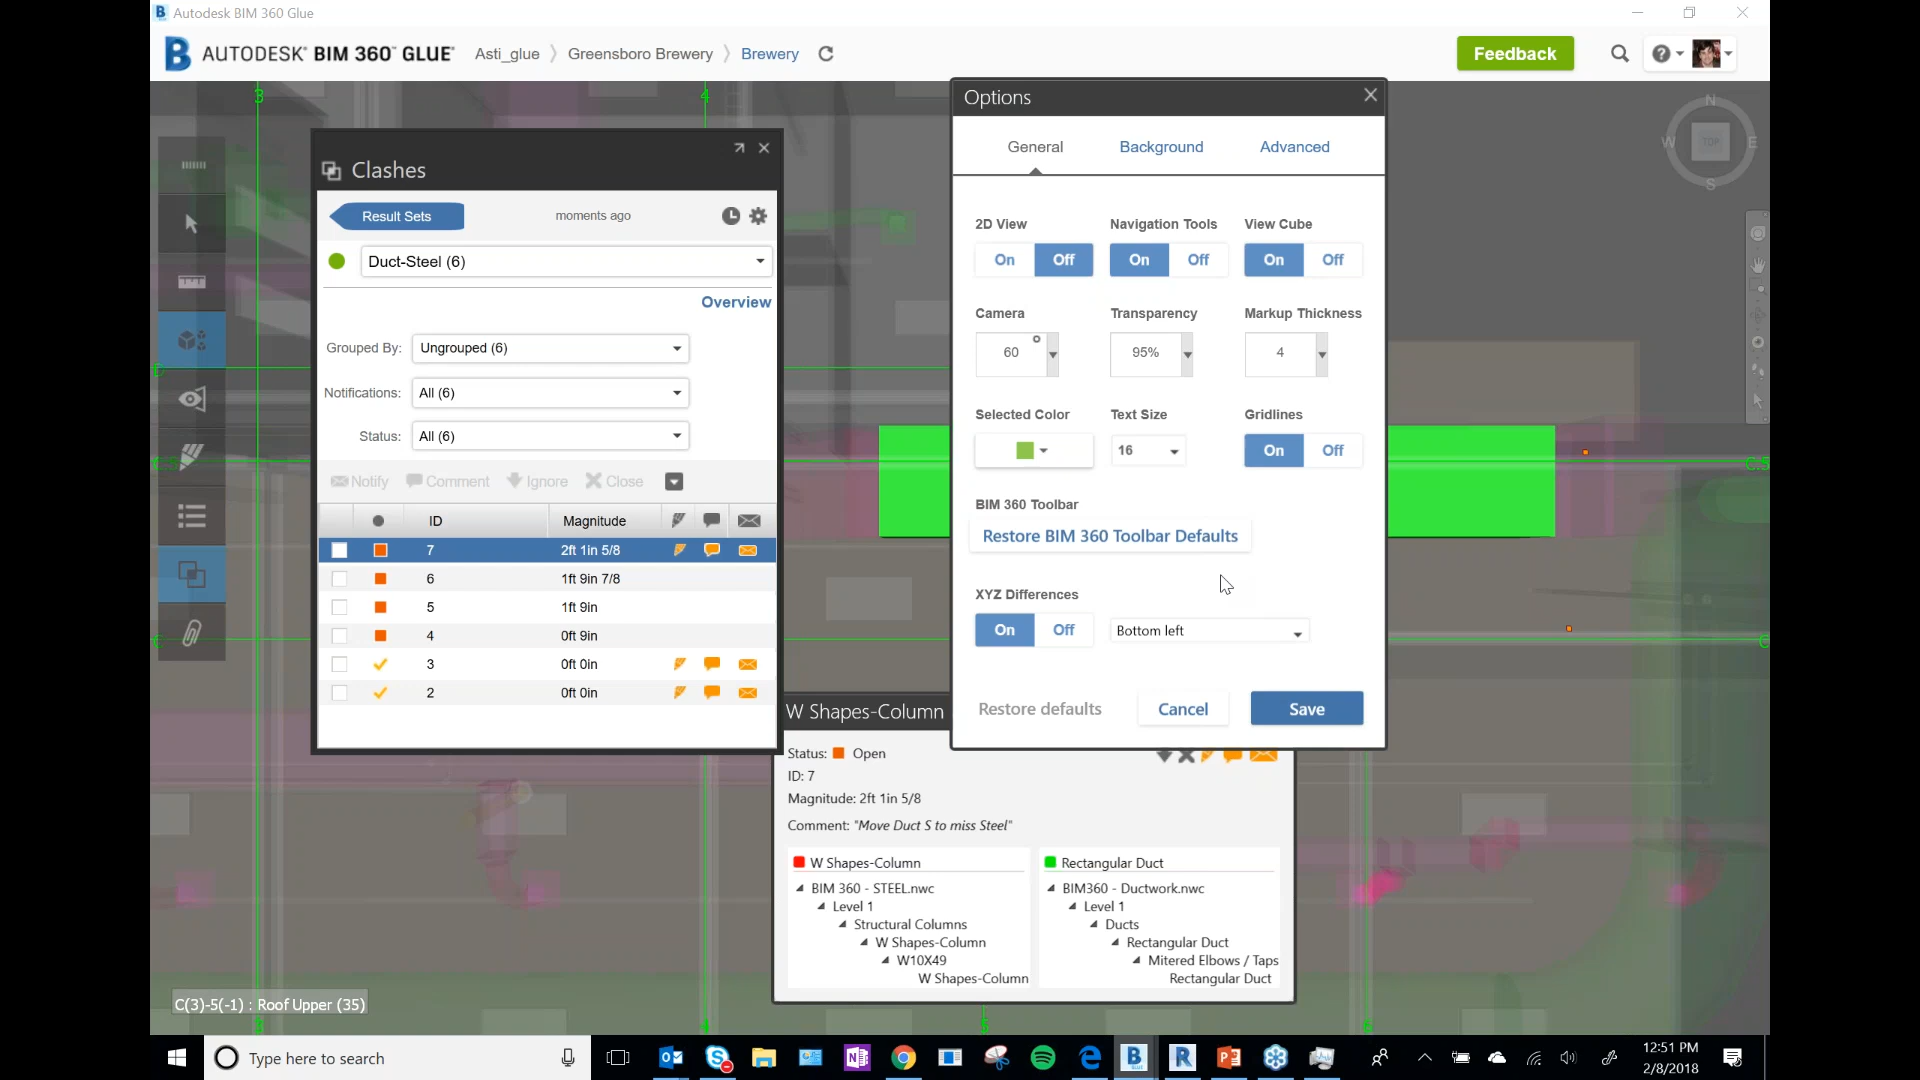 Autodesk BIM 360 Glue
AUTODESK® BIM 360™ GLUE® Asti_glue Greensboro Brewery Brewery Feedback
3 4
N
W TOP E
S
Clashes
Result Sets moments ago
Duct-Steel (6)
Overview
Grouped By: Ungrouped (6)
Notifications: All (6)
Status: All (6)
Notify Comment Ignore Close
ID Magnitude
7 2ft 1in 5/8
6 1ft 9in 7/8
5 1ft 9in
4 0ft 9in
3 0ft 0in
2 0ft 0in
Options
General Background Advanced
2D View Navigation Tools View Cube
On Off On Off On Off
Camera Transparency Markup Thickness
60 95% 4
Selected Color Text Size Gridlines
16 On Off
BIM 360 Toolbar
Restore BIM 360 Toolbar Defaults
XYZ Differences
On Off Bottom left
Restore defaults Cancel Save
W Shapes-Column
Status: Open
ID: 7
Magnitude: 2ft 1in 5/8
Comment: "Move Duct S to miss Steel"
W Shapes-Column
BIM 360 - STEEL.nwc
Level 1
Structural Columns
W Shapes-Column
W10X49
W Shapes-Column
Rectangular Duct
BIM360 - Ductwork.nwc
Level 1
Ducts
Rectangular Duct
Mitered Elbows / Taps
Rectangular Duct
C(3)-5(-1) : Roof Upper (35)
3 4 5 6
Type here to search
12:51 PM
2/8/2018